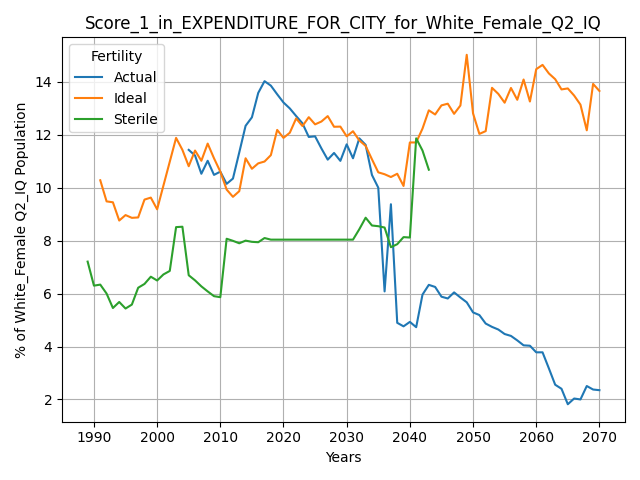 Score_1_in_EXPENDITURE_FOR_CITY_for_White_Female_Q2_IQ
Fertility
Actual
Ideal
Sterile
% of White_Female Q2_IQ Population
14
12
10
8
6
4
2
1990 2000 2010 2020 2030 2040 2050 2060 2070
Years